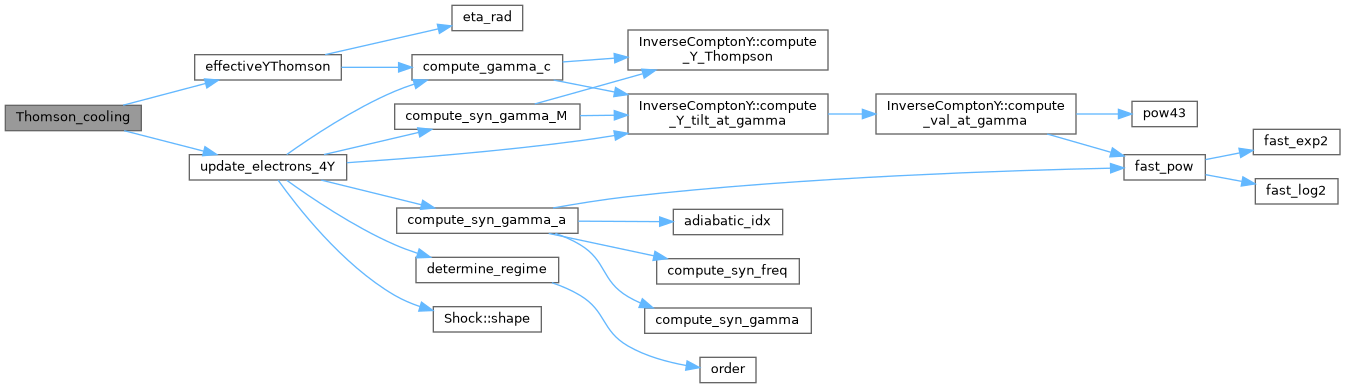 Thomson_cooling
effectiveYThomson
update_electrons_4Y
eta_rad
compute_gamma_c
compute_syn_gamma_M
compute_syn_gamma_a
determine_regime
Shock::shape
InverseComptonY::compute
_Y_Thompson
InverseComptonY::compute
_Y_tilt_at_gamma
adiabatic_idx
compute_syn_freq
compute_syn_gamma
order
InverseComptonY::compute
_val_at_gamma
pow43
fast_pow
fast_exp2
fast_log2